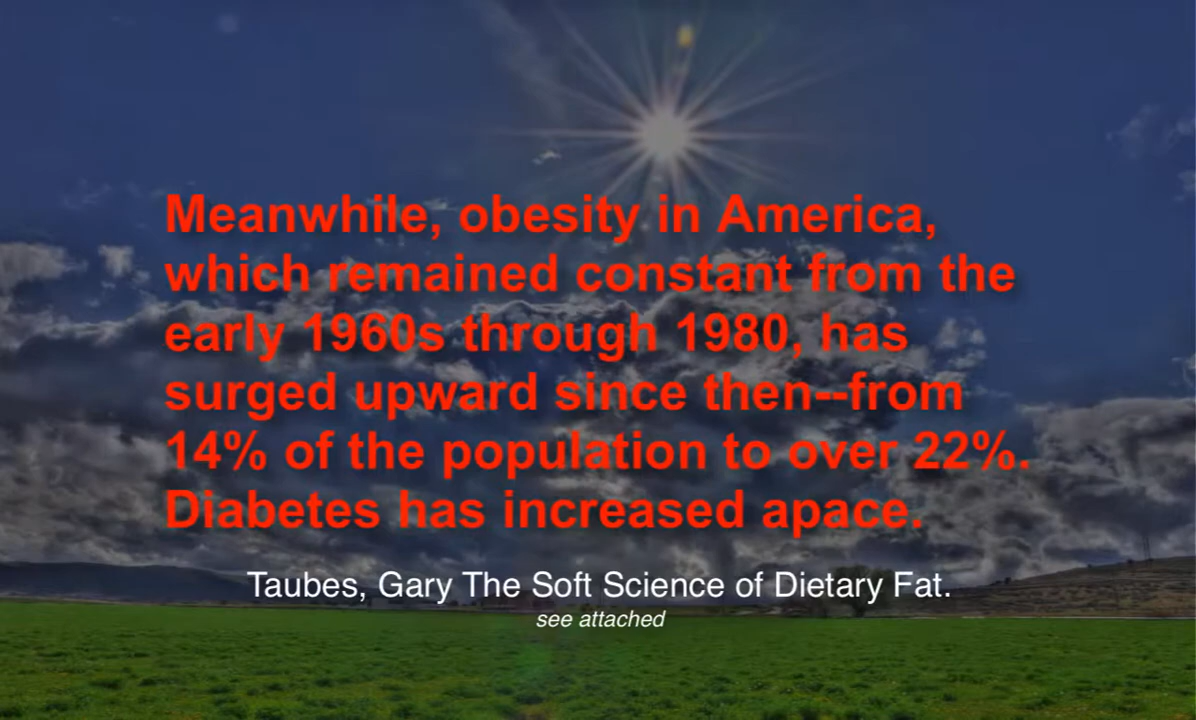 Meanwhile, obesity in America,
which remained constant from the
early 1960s through 1980, has
surged upward since then--from
14% of the population to over 22%.
Diabetes has increased apace.
Taubes, Gary The Soft Science of Dietary Fat.
see attached